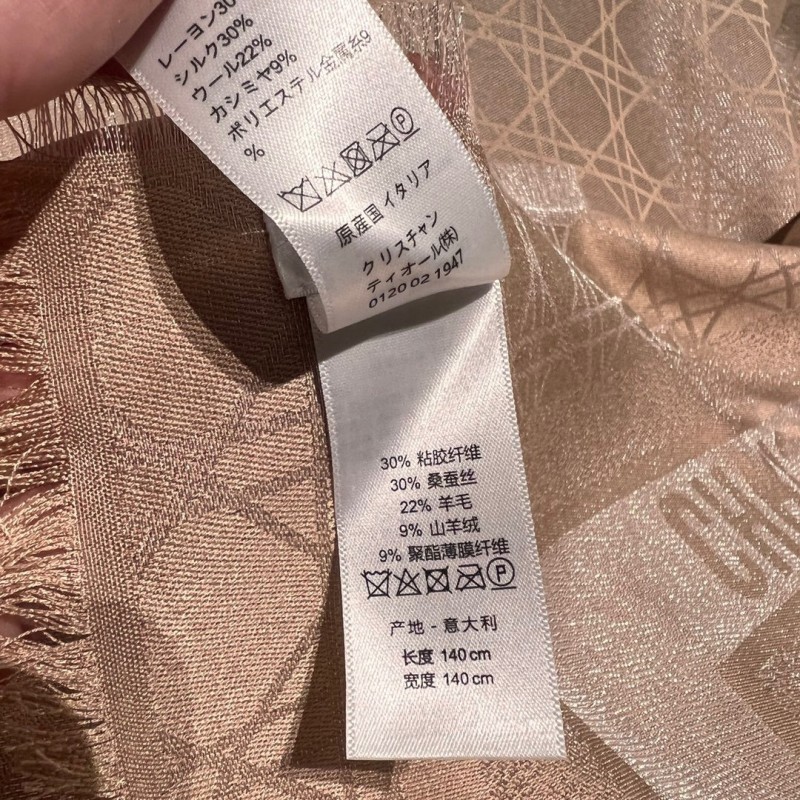 レーヨン30
シルク30%
ウール22%
カシミヤ9%
ポリエステル金属糸9
%
P
原産国 イタリア
クリスチャン
ディオール(株)
0120 02 1947
30% 粘胶纤维
30% 桑蚕丝
22% 羊毛
9% 山羊绒
9% 聚酯薄膜纤维
P
产地 - 意大利
长度 140 cm
宽度 140 cm
CH